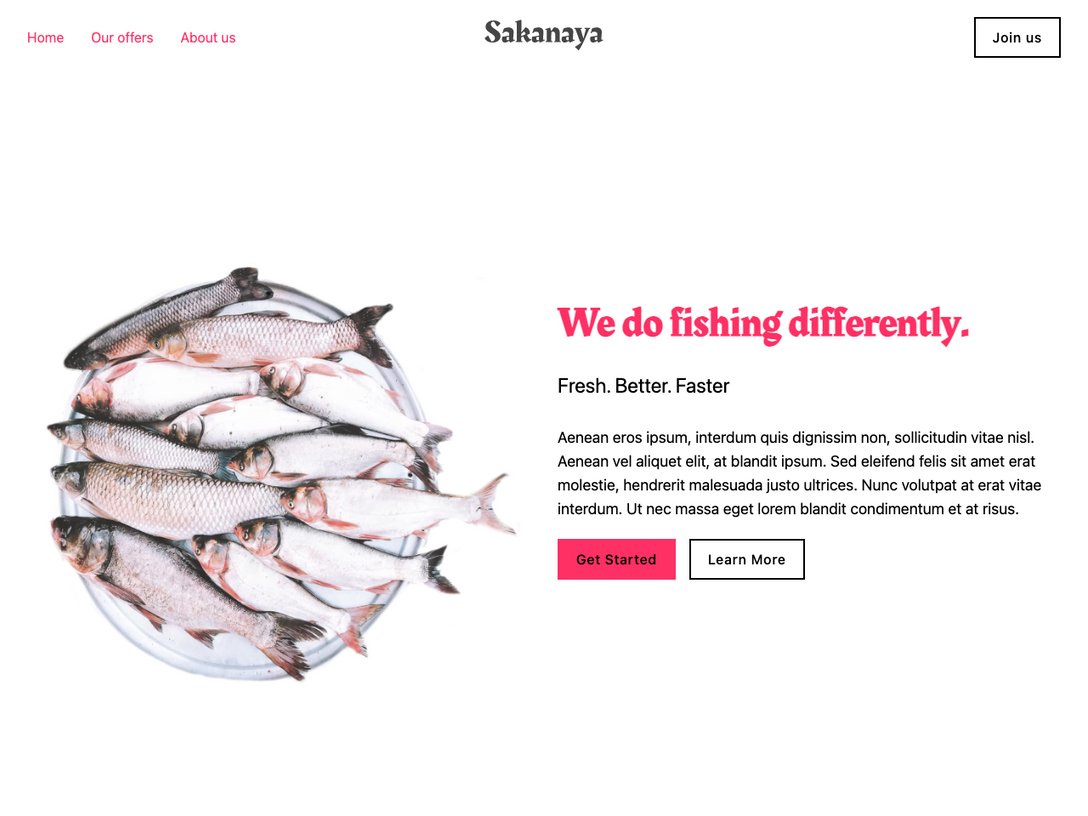 Home
Our offers
About us
Sakanaya
Join us
We do fishing differently.
Fresh. Better. Faster
Aenean eros ipsum, interdum quis dignissim non, sollicitudin vitae nisl.
Aenean vel aliquet elit, at blandit ipsum. Sed eleifend felis sit amet erat
molestie, hendrerit malesuada justo ultrices. Nunc volutpat at erat vitae
interdum. Ut nec massa eget lorem blandit condimentum et at risus.
Get Started
Learn More